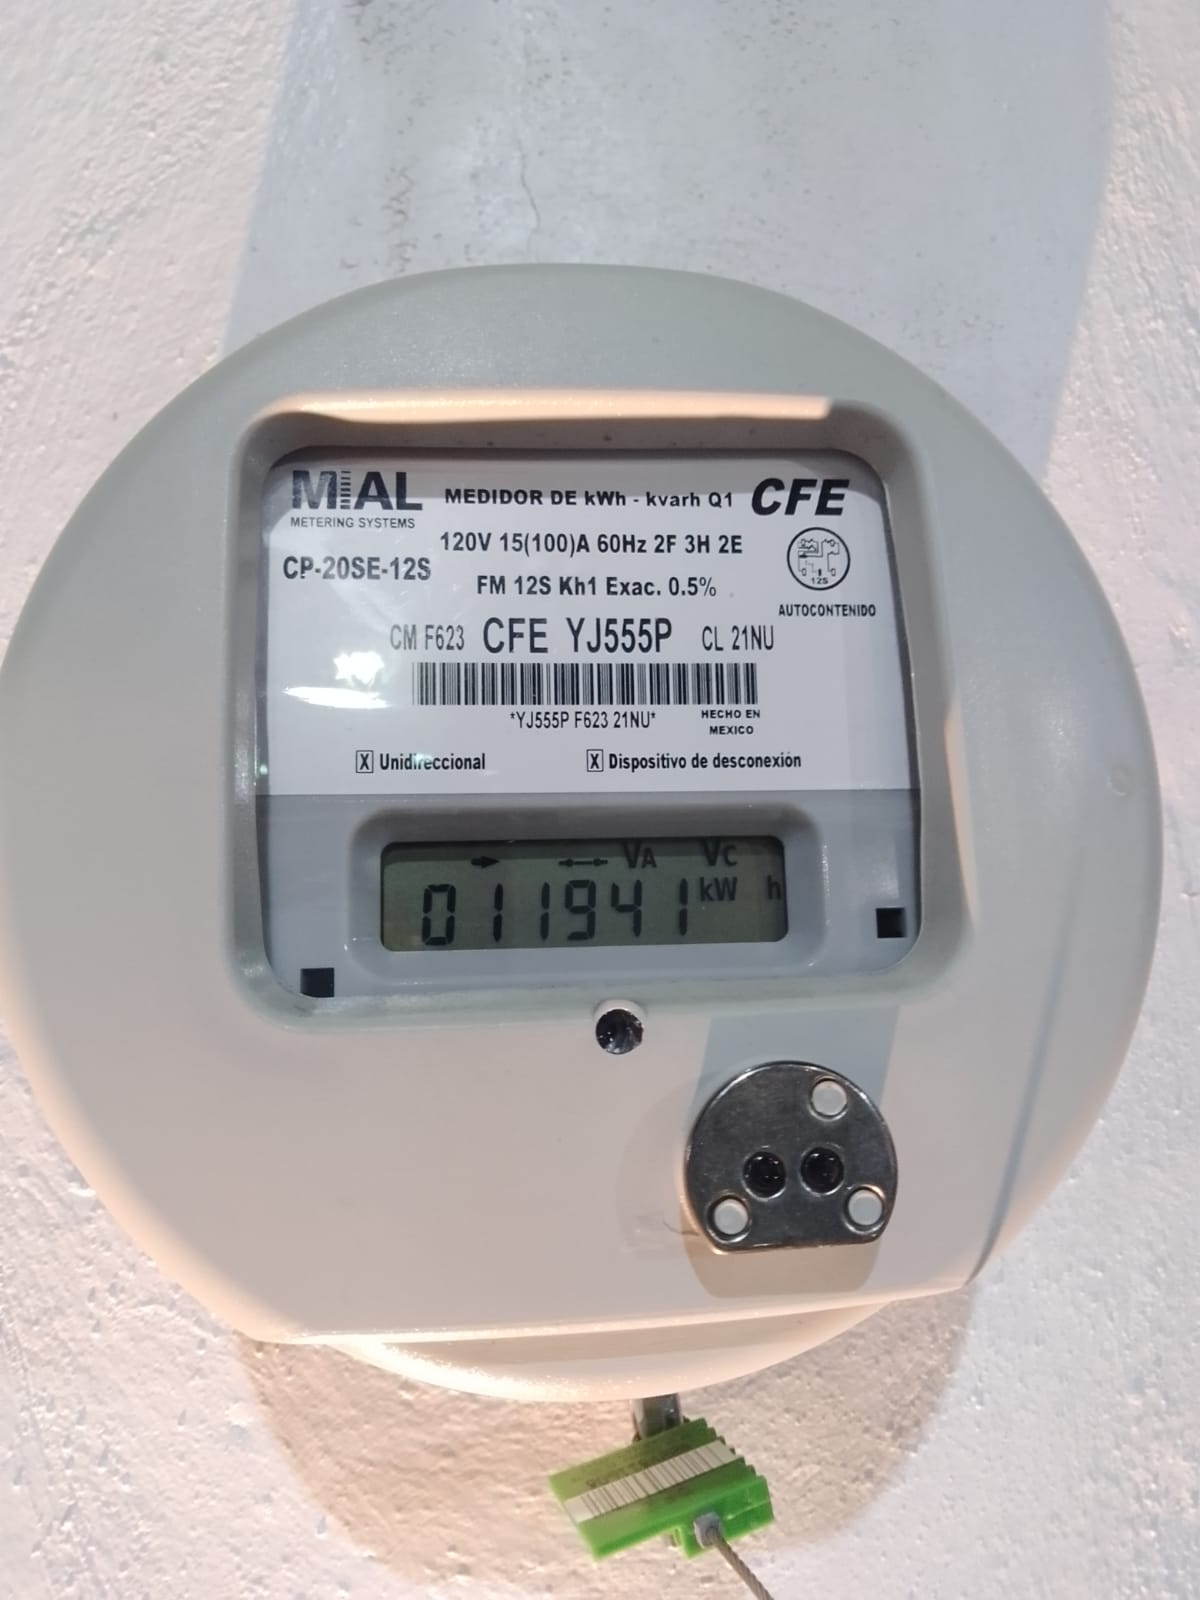 MIAL
METERING SYSTEMS
MEDIDOR DE kWh - kvarh Q1
CFE
120V 15(100)A 60Hz 2F 3H 2E
CP-20SE-12S
FM 12S Kh1 Exac. 0.5%
12S
AUTOCONTENIDO
CM F623 CFE YJ555P CL 21NU
*YJ555P F623 21NU*
HECHO EN
MEXICO
X Unidireccional
X Dispositivo de desconexión
VA VC
011941 kW h